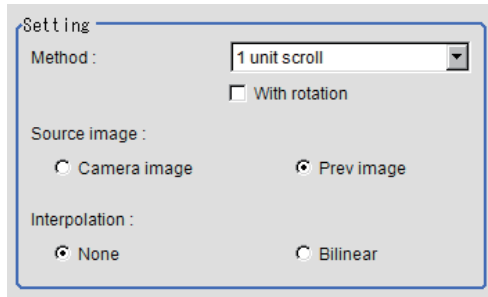 Setting
Method : 1 unit scroll
With rotation
Source image :
Camera image Prev image
Interpolation :
None Bilinear